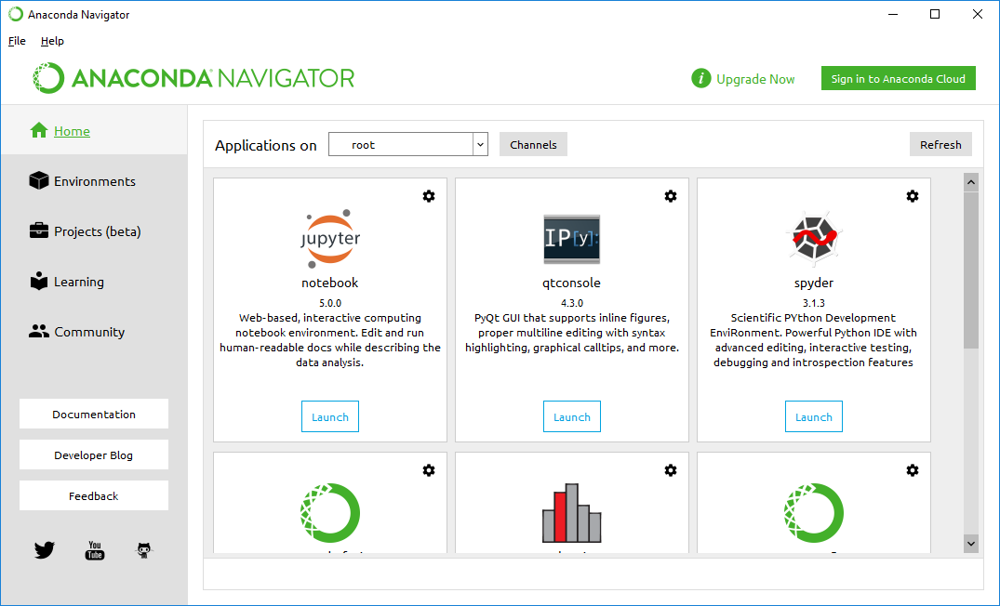 Anaconda Navigator
File Help
ANACONDA NAVIGATOR
i Upgrade Now
Sign in to Anaconda Cloud
Home
Environments
Projects (beta)
Learning
Community
Documentation
Developer Blog
Feedback
You
Tube
Applications on root Channels Refresh
jupyter
notebook
5.0.0
Web-based, interactive computing
notebook environment. Edit and run
human-readable docs while describing the
data analysis.
Launch
IP[y]:
qtconsole
4.3.0
PyQt GUI that supports inline figures,
proper multiline editing with syntax
highlighting, graphical calltips, and more.
Launch
spyder
3.1.3
Scientific PYthon Development
EnviRonment. Powerful Python IDE with
advanced editing, interactive testing,
debugging and introspection features
Launch